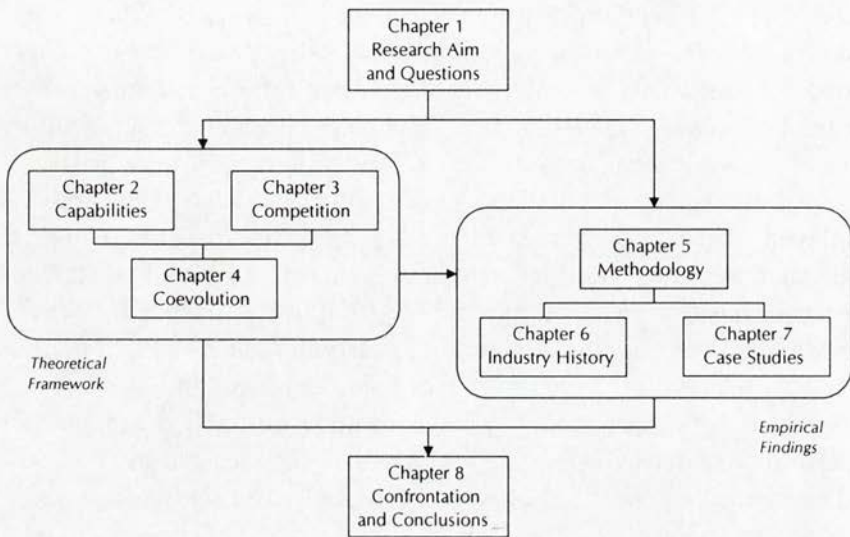 Chapter 1
Research Aim
and Questions
Chapter 2
Capabilities
Chapter 3
Competition
Chapter 4
Coevolution
Theoretical
Framework
Chapter 5
Methodology
Chapter 6
Industry History
Chapter 7
Case Studies
Empirical
Findings
Chapter 8
Confrontation
and Conclusions